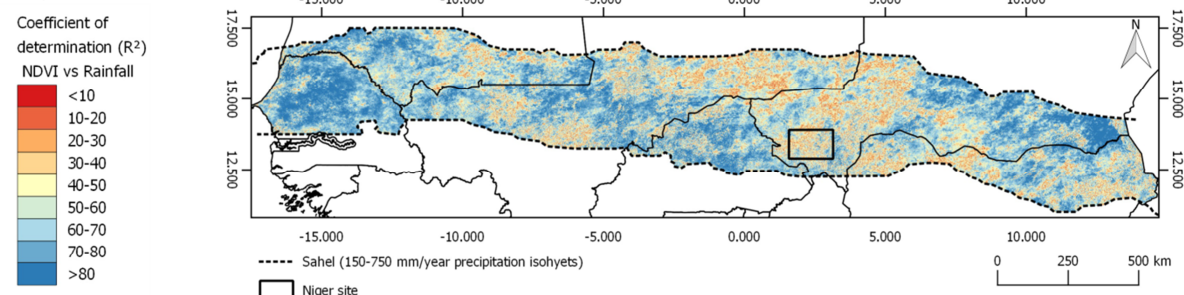 Coefficient of
determination (R²)
NDVI vs Rainfall
<10
10-20
20-30
30-40
40-50
50-60
60-70
70-80
>80
-15.000 -10.000 -5.000 0.000 5.000 10.000
17.500 17.500
15.000 15.000
12.500 12.500
N
-15.000 -10.000 -5.000 0.000 5.000 10.000
Sahel (150-750 mm/year precipitation isohyets)
Niger site
0 250 500 km